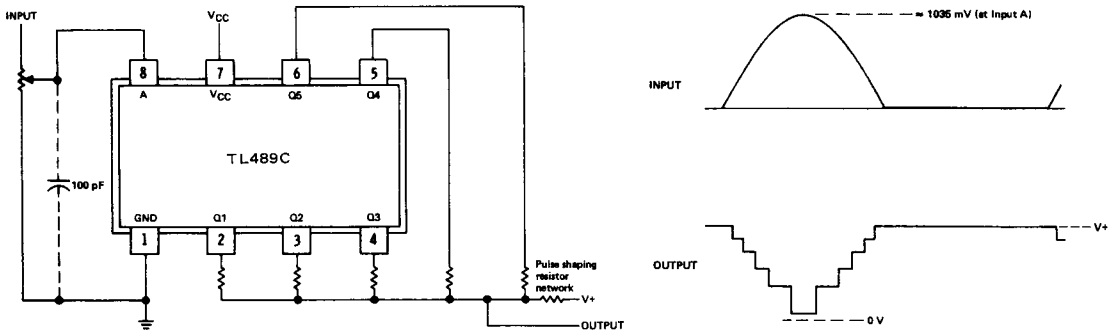 INPUT
VCC
8
7
6
5
A
VCC
Q5
Q4
TL489C
100 pF
GND
Q1
Q2
Q3
1
2
3
4
Pulse shaping
resistor
network
V+
OUTPUT
≈ 1035 mV (at Input A)
INPUT
OUTPUT
V+
0 V